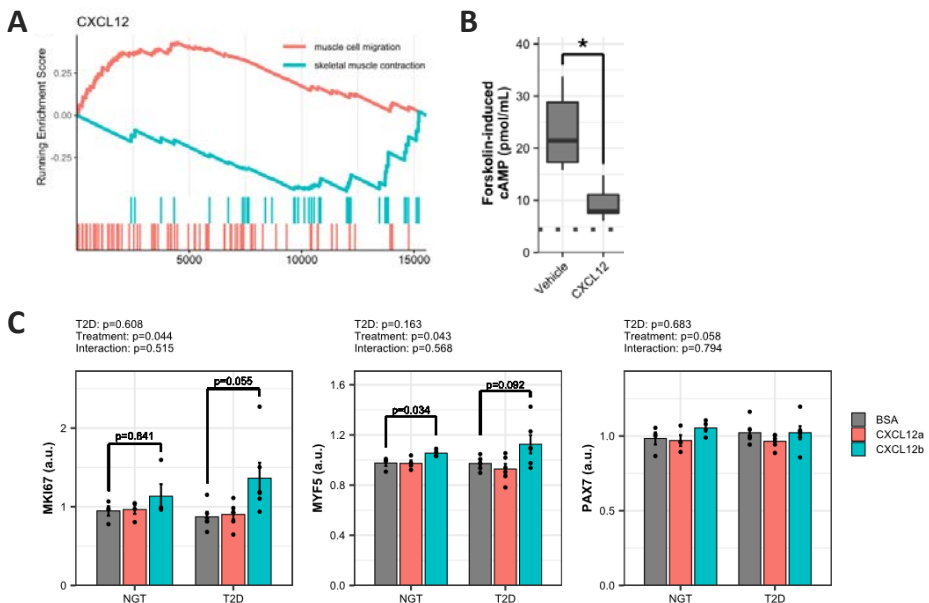 A
CXCL12
Running Enrichment Score
0.25
0.00
-0.25
muscle cell migration
skeletal muscle contraction
5000
10000
15000
B
Forskolin-induced
cAMP (pmol/mL)
40
30
20
10
0
*
Vehicle
CXCL12
C
T2D: p=0.608
Treatment: p=0.044
Interaction: p=0.515
MKI67 (a.u.)
2
1
0
p=0.641
p=0.055
NGT
T2D
T2D: p=0.163
Treatment: p=0.043
Interaction: p=0.568
MYF5 (a.u.)
1.6
1.2
0.8
0.4
0.0
p=0.034
p=0.092
NGT
T2D
T2D: p=0.683
Treatment: p=0.058
Interaction: p=0.794
PAX7 (a.u.)
1.0
0.5
0.0
NGT
T2D
BSA
CXCL12a
CXCL12b